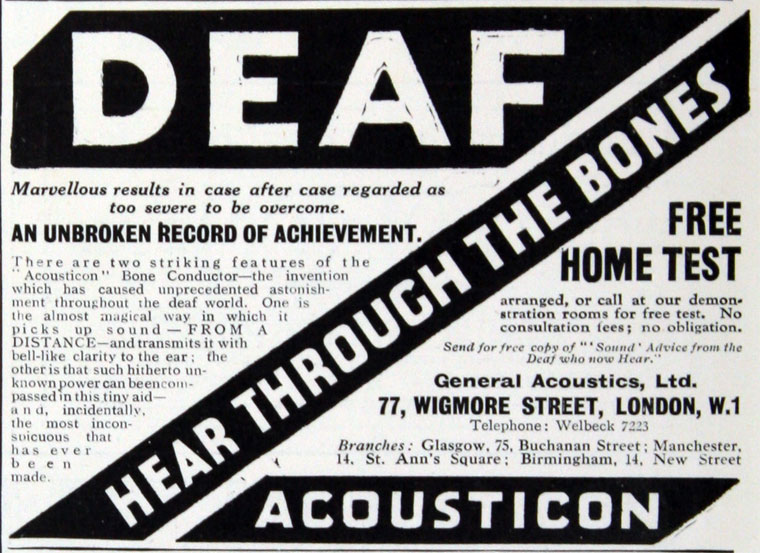 DEAF
Marvellous results in case after case regarded as
too severe to be overcome.
AN UNBROKEN RECORD OF ACHIEVEMENT.
There are two striking features of the
"Acousticon" Bone Conductor—the invention
which has caused unprecedented astonish-
ment throughout the deaf world. One is
the almost magical way in which it
picks up sound—FROM A
DISTANCE—and transmits it with
bell-like clarity to the ear; the
other is that such hitherto un-
known power can be encom-
passed in this tiny aid—
and, incidentally,
the most incon-
spicuous that
has ever
been
made.
HEAR THROUGH THE BONES
FREE
HOME TEST
arranged, or call at our demon-
stration rooms for free test. No
consultation fees; no obligation.
Send for free copy of "'Sound' Advice from the
Deaf who now Hear."
General Acoustics, Ltd.
77, WIGMORE STREET, LONDON, W.1
Telephone: Welbeck 7223
Branches: Glasgow, 75, Buchanan Street; Manchester,
14, St. Ann's Square; Birmingham, 14, New Street
ACOUSTICON